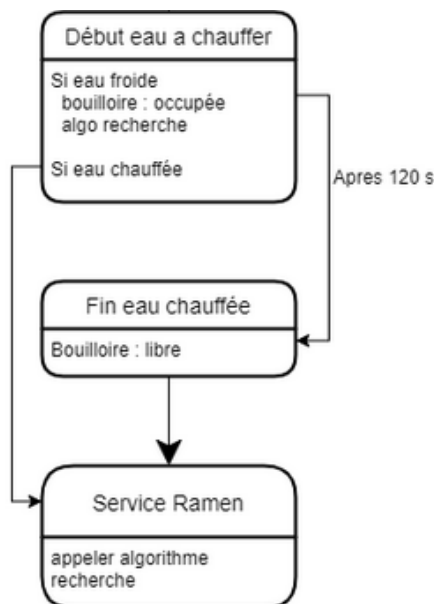 Début eau a chauffer
Si eau froide
bouilloire : occupée
algo recherche
Si eau chauffée
Apres 120 s
Fin eau chauffée
Bouilloire : libre
Service Ramen
appeler algorithme
recherche